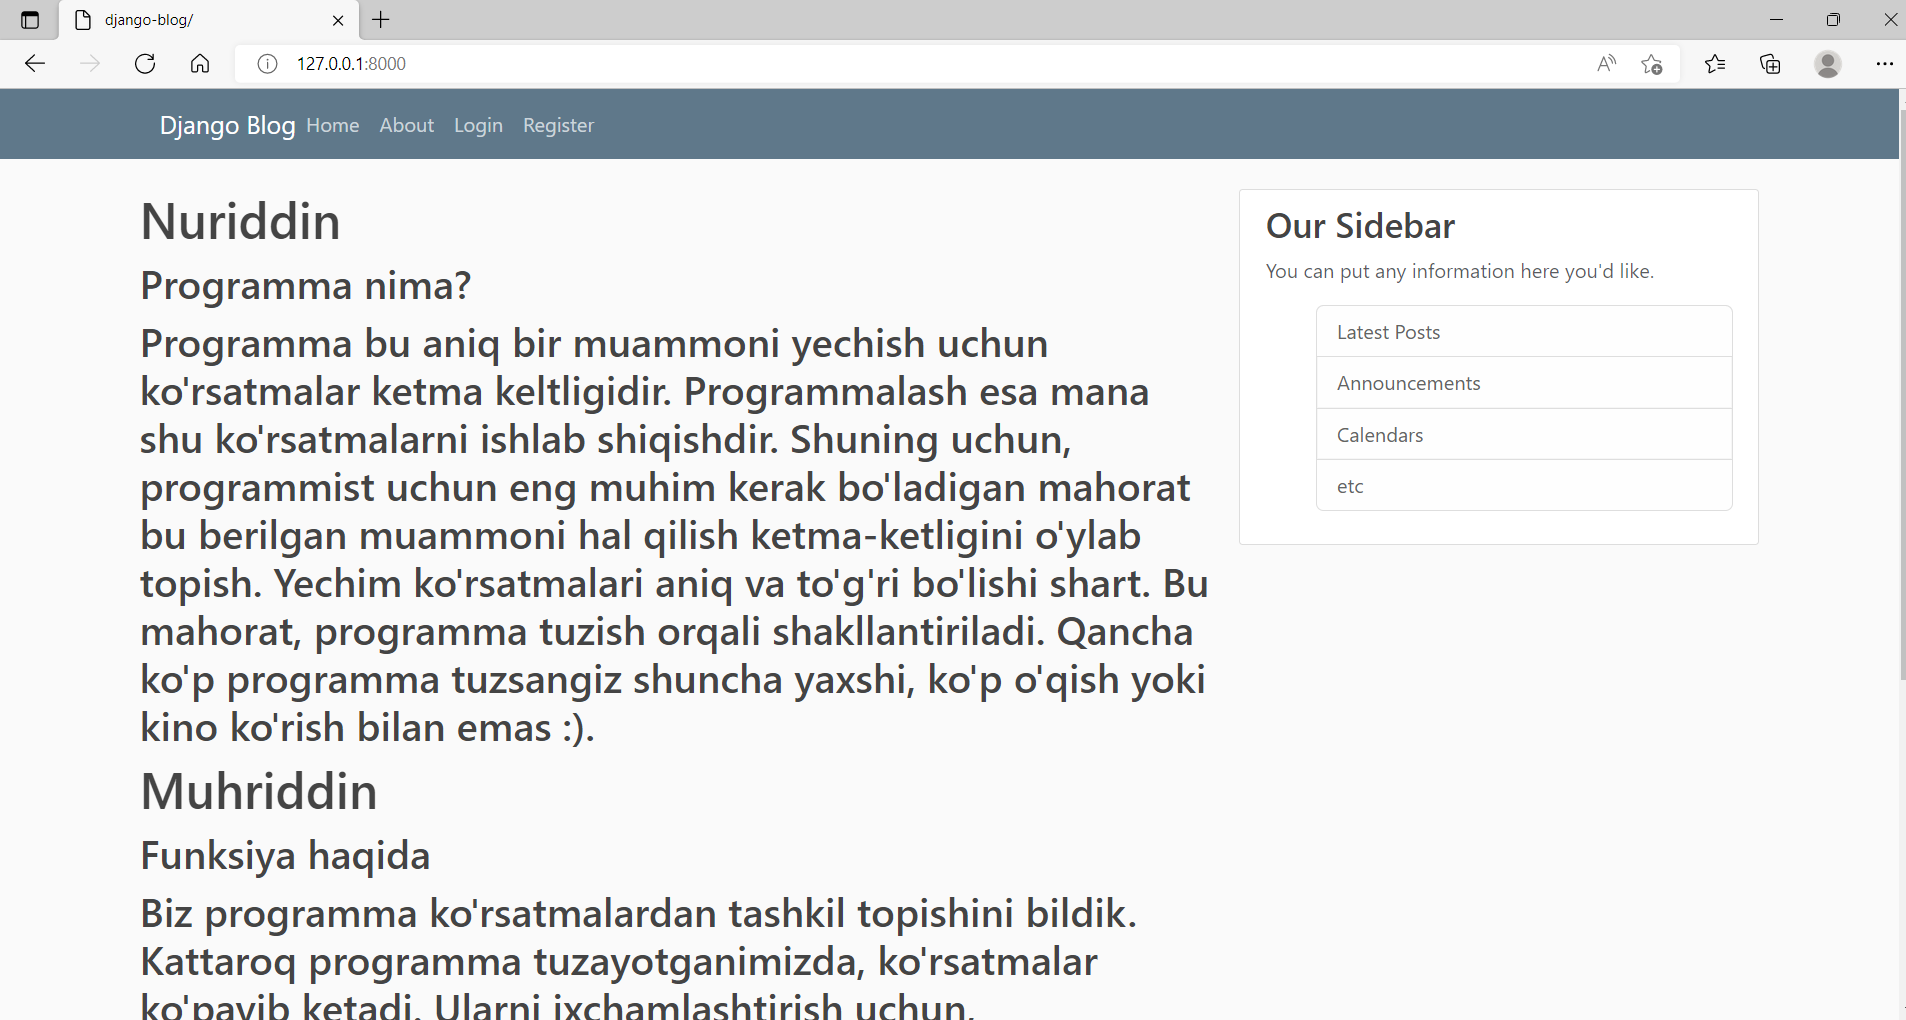 django-blog/
127.0.0.1:8000
Django Blog Home About Login Register
Nuriddin
Programma nima?
Programma bu aniq bir muammoni yechish uchun
ko'rsatmalar ketma keltligidir. Programmalash esa mana
shu ko'rsatmalarni ishlab shiqishdir. Shuning uchun,
programmist uchun eng muhim kerak bo'ladigan mahorat
bu berilgan muammoni hal qilish ketma-ketligini o'ylab
topish. Yechim ko'rsatmalari aniq va to'g'ri bo'lishi shart. Bu
mahorat, programma tuzish orqali shakllantiriladi. Qancha
ko'p programma tuzsangiz shuncha yaxshi, ko'p o'qish yoki
kino ko'rish bilan emas :).
Muhriddin
Funksiya haqida
Biz programma ko'rsatmalardan tashkil topishini bildik.
Kattaroq programma tuzayotganimizda, ko'rsatmalar
ko'payib ketadi. Ularni ixchamlashtirish uchun,
Our Sidebar
You can put any information here you'd like.
Latest Posts
Announcements
Calendars
etc